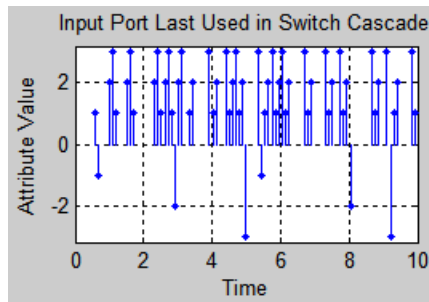 Input Port Last Used in Switch Cascade
Attribute Value
2
0
-2
0 2 4 6 8 10
Time